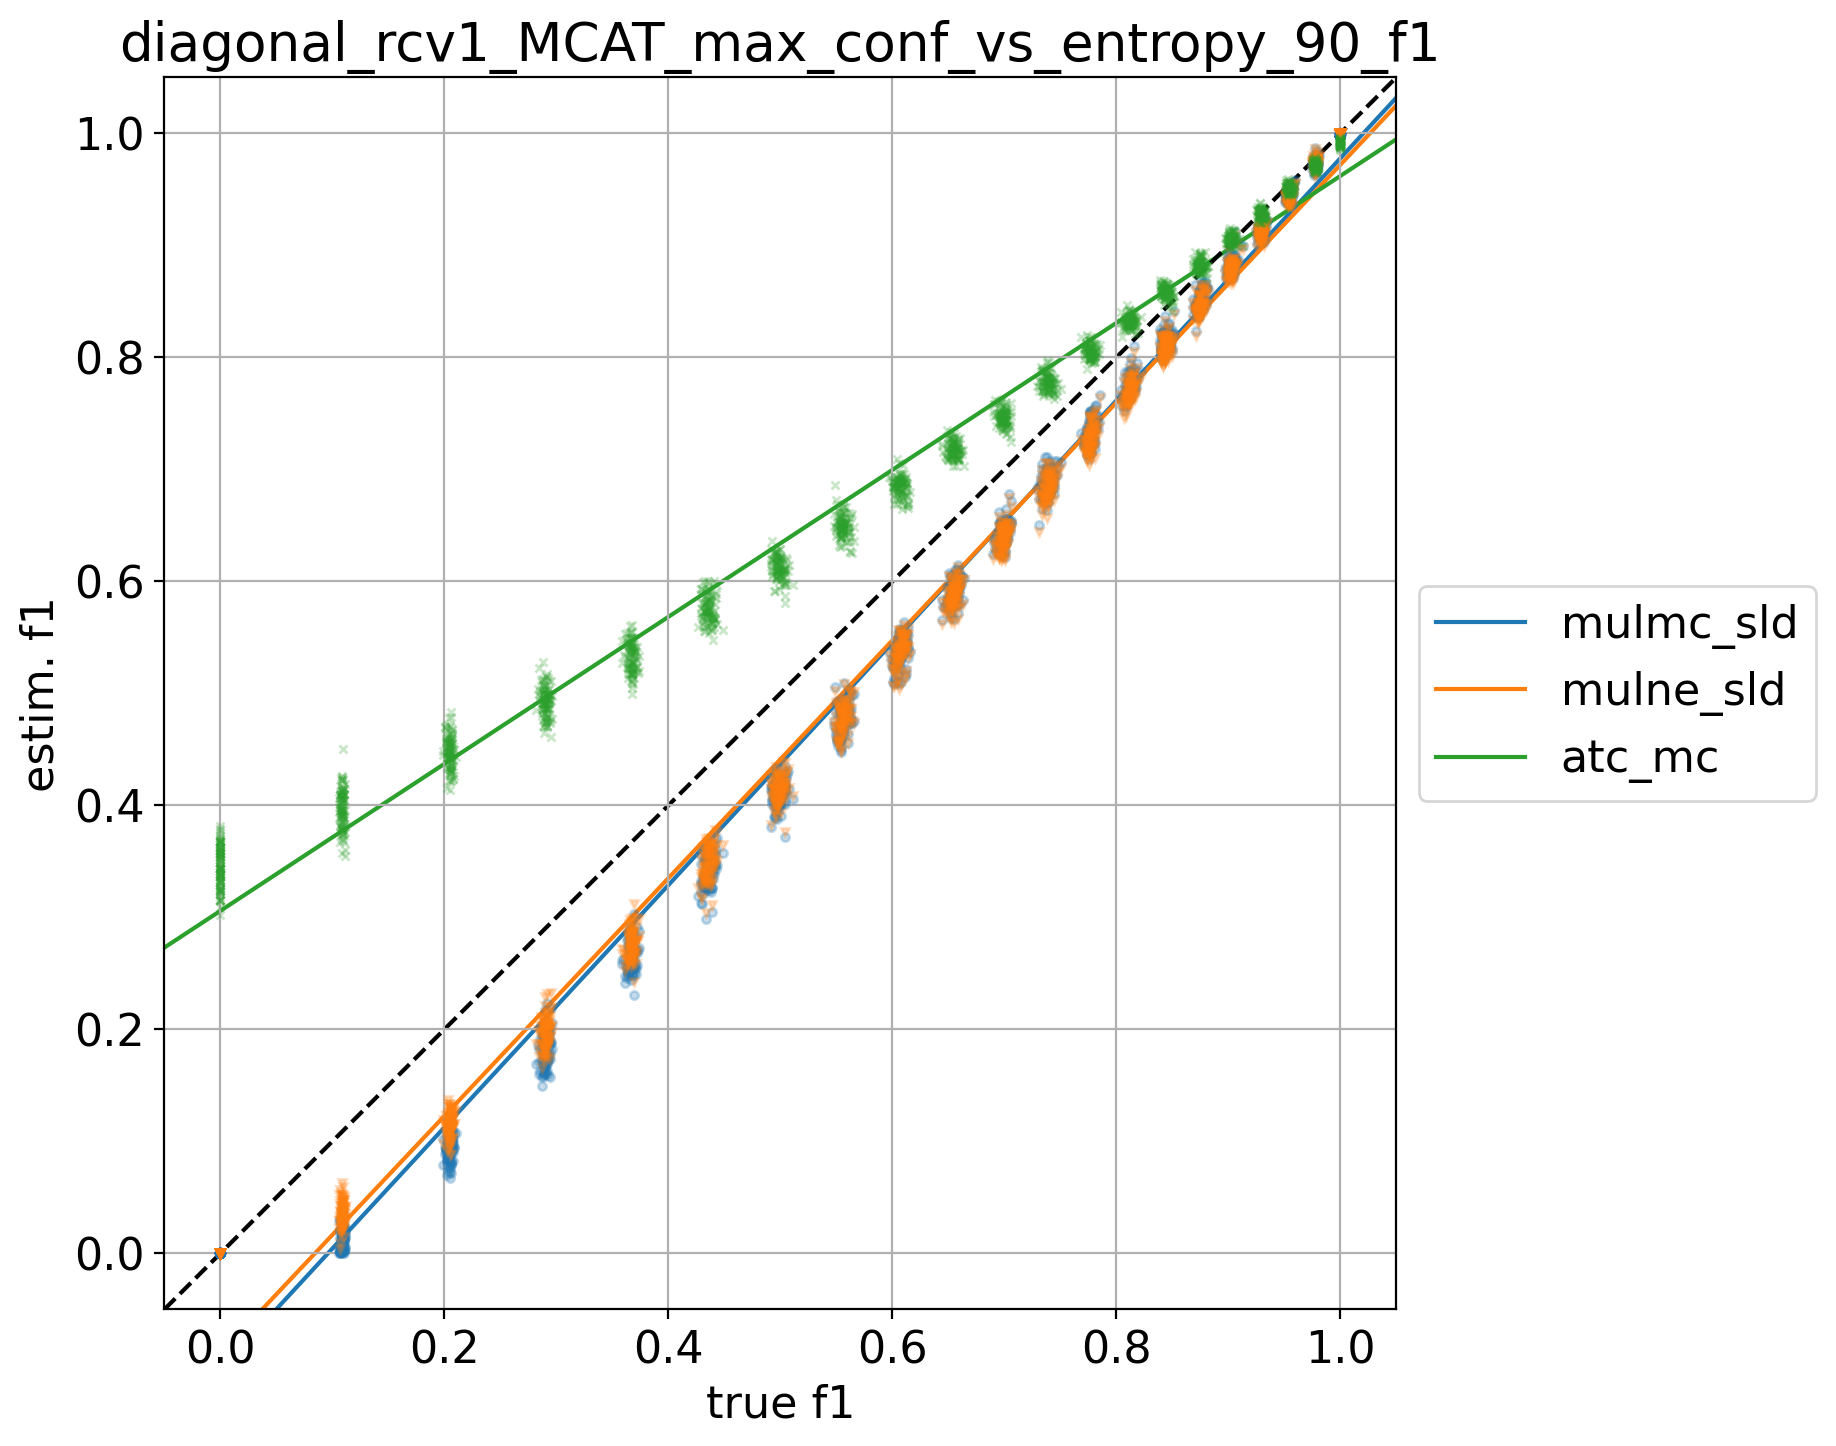 diagonal_rcv1_MCAT_max_conf_vs_entropy_90_f1
1.0
0.8
0.6
0.4
0.2
0.0
estim. f1
0.0 0.2 0.4 0.6 0.8 1.0
true f1
mulmc_sld
mulne_sld
atc_mc